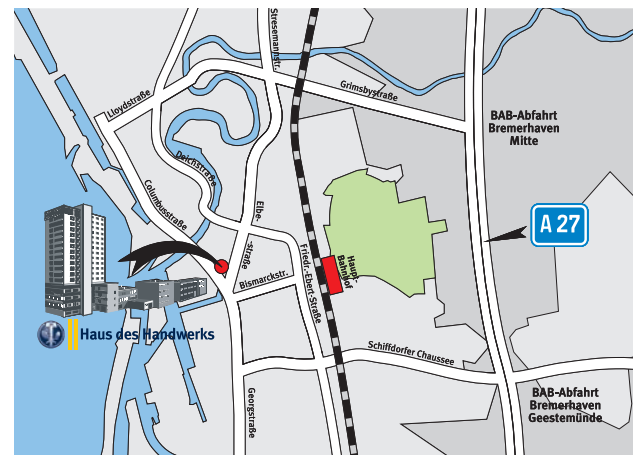 Stresemannstr.
Grimsbystraße
Lloydstraße
BAB-Abfahrt
Bremerhaven
Mitte
Deichstraße
Columbusstraße
Elbe-
straße
A 27
Haupt-
Bahnhof
Friedr.-Ebert-Straße
Bismarckstr.
Haus des Handwerks
Schiffdorfer Chaussee
Georgstraße
BAB-Abfahrt
Bremerhaven
Geestemünde